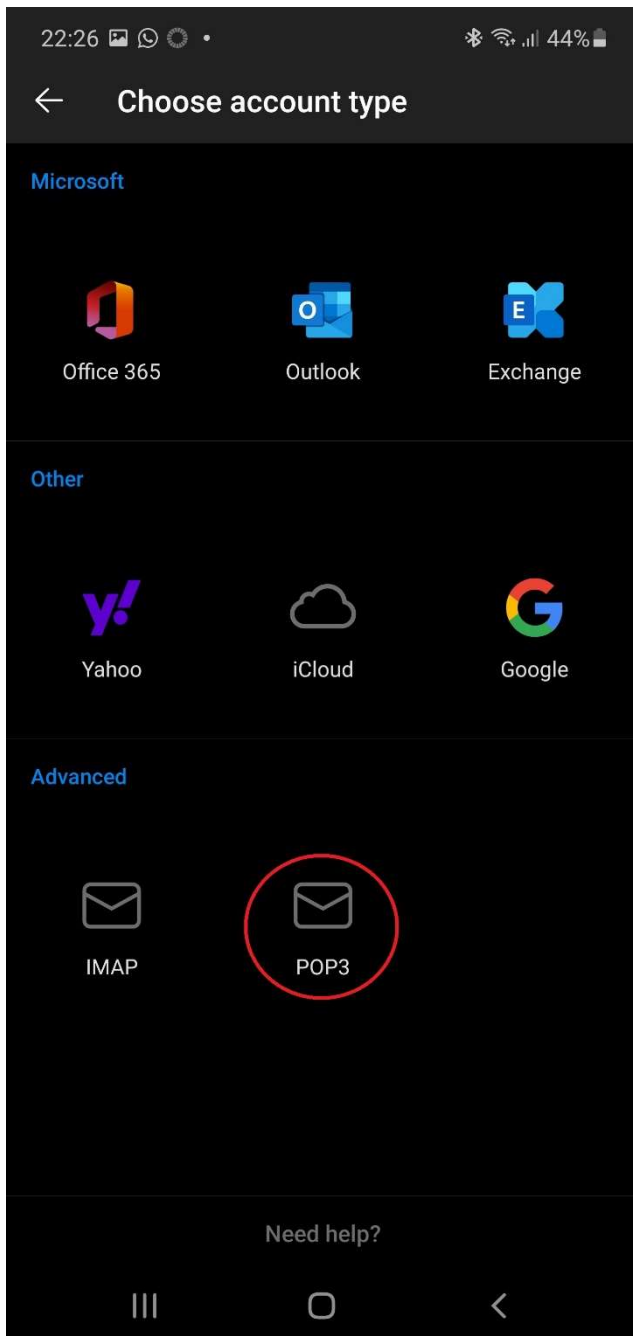 22:26 44%
Choose account type
Microsoft
O E
Office 365 Outlook Exchange
Other
y!
Yahoo iCloud Google
Advanced
IMAP POP3
Need help?